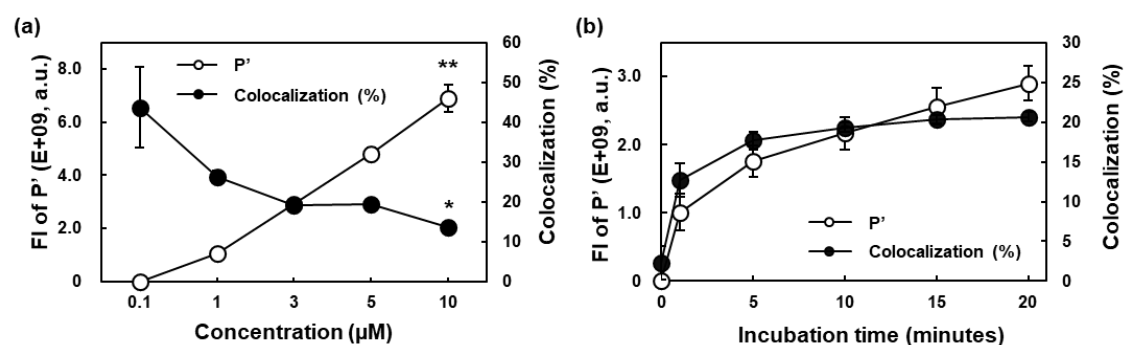 (a)
FI of P’ (E+09, a.u.)
8.0
6.0
4.0
2.0
0
P’
Colocalization (%)
**
*
60
50
40
30
20
10
0
Colocalization (%)
0.1 1 3 5 10
Concentration (µM)
(b)
FI of P’ (E+09, a.u.)
3.0
2.0
1.0
0
P’
Colocalization (%)
30
25
20
15
10
5
0
Colocalization (%)
0 5 10 15 20
Incubation time (minutes)